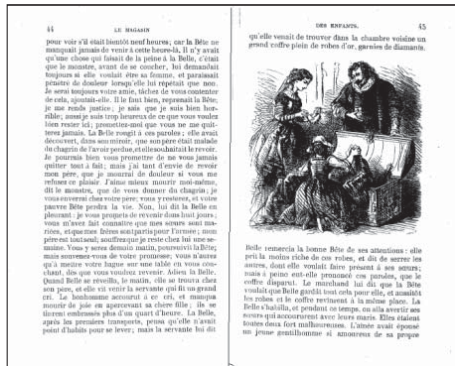 44 LE MAGASIN
pour voir s'il était bientôt neuf heures; car la Bête ne
manquait jamais de venir à cette heure-là. Il n'y avait
qu'une chose qui faisait de la peine à la Belle, c'était
que le monstre, avant de se coucher, lui demandait
toujours si elle voulait être sa femme, et paraissait
pénétré de douleur lorsqu'elle lui répétait que non.
Je serai toujours votre amie, tâchez de vous contenter
de cela, ajoutait-elle. Il le faut bien, reprenait la Bête;
je me rends justice; je sais que je suis bien hor-
rible; aussi je suis trop heureux de ce que vous voulez
bien rester ici; promettez-moi que vous ne me quit-
terez jamais. La Belle rougit à ces paroles; elle avait
découvert, dans son miroir, que son père était malade
du chagrin de l'avoir perdue, et elle souhaitait le revoir.
Je pourrais bien vous promettre de ne vous jamais
quitter tout à fait; mais j'ai tant d'envie de revoir
mon père, que je mourrai de douleur si vous me
refusez ce plaisir. J'aime mieux mourir moi-même,
dit le monstre, que de vous donner du chagrin; je
vous enverrai chez votre père; vous y resterez, et votre
pauvre Bête perdra la vie. Non, lui dit la Belle en
pleurant: je vous promets de revenir dans huit jours;
vous m'avez fait connaître que mes sœurs sont ma-
riées, et que mes frères sont partis pour l'armée; mon
père est tout seul; souffrez que je reste chez lui une se-
maine. Vous y serez demain matin, poursuivit la Bête;
mais souvenez-vous de votre promesse; vous n'aurez
qu'à mettre votre bague sur une table en vous cou-
chant, dès que vous voudrez revenir. Adieu la Belle.
Quand Belle se réveilla, le matin, elle se trouva chez
son père, et elle vit venir la servante qui fit un grand
cri. Le bonhomme accourut à ce cri, et manqua
mourir de joie en apercevant sa chère fille; ils se
tinrent embrassés plus d'un quart d'heure. La Belle,
après les premiers transports, pensa qu'elle n'avait
point d'habits pour se lever; mais la servante lui dit
DES ENFANTS. 45
qu'elle venait de trouver dans la chambre voisine un
grand coffre plein de robes d'or, garnies de diamants.
Belle remercia la bonne Bête de ses attentions; elle
prit la moins riche de ces robes, et dit de serrer les
autres, dont elle voulait faire présent à ses sœurs;
mais à peine eut-elle prononcé ces paroles, que le
coffre disparut. Le marchand lui dit que la Bête
voulait que Belle gardât tout cela pour elle, et aussitôt
les robes et le coffre revinrent à la même place. La
Belle s'habilla, et pendant ce temps, on alla avertir ses
sœurs qui accoururent avec leurs maris. Elles étaient
toutes deux fort malheureuses. L'aînée avait épousé
un jeune gentilhomme si amoureux de sa propre